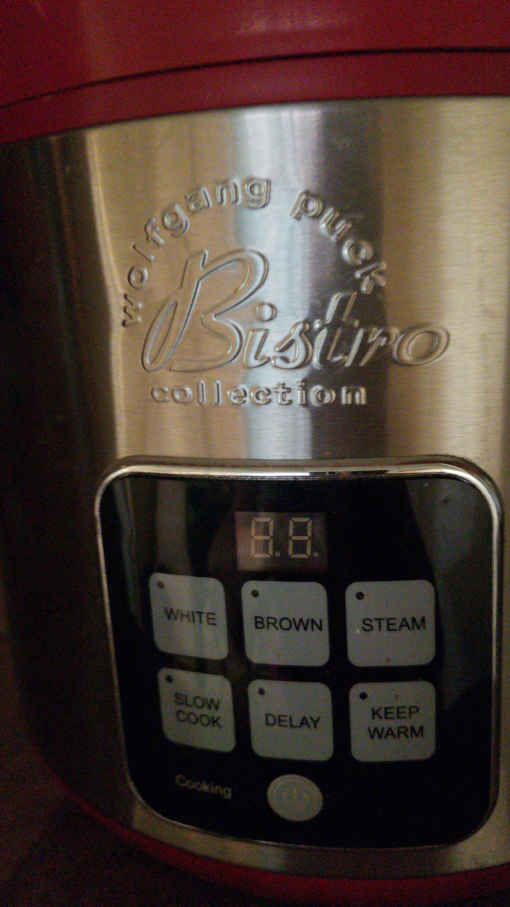 wolfgang puck
Bistro
collection
8.8.
WHITE
BROWN
STEAM
SLOW
COOK
DELAY
KEEP
WARM
Cooking